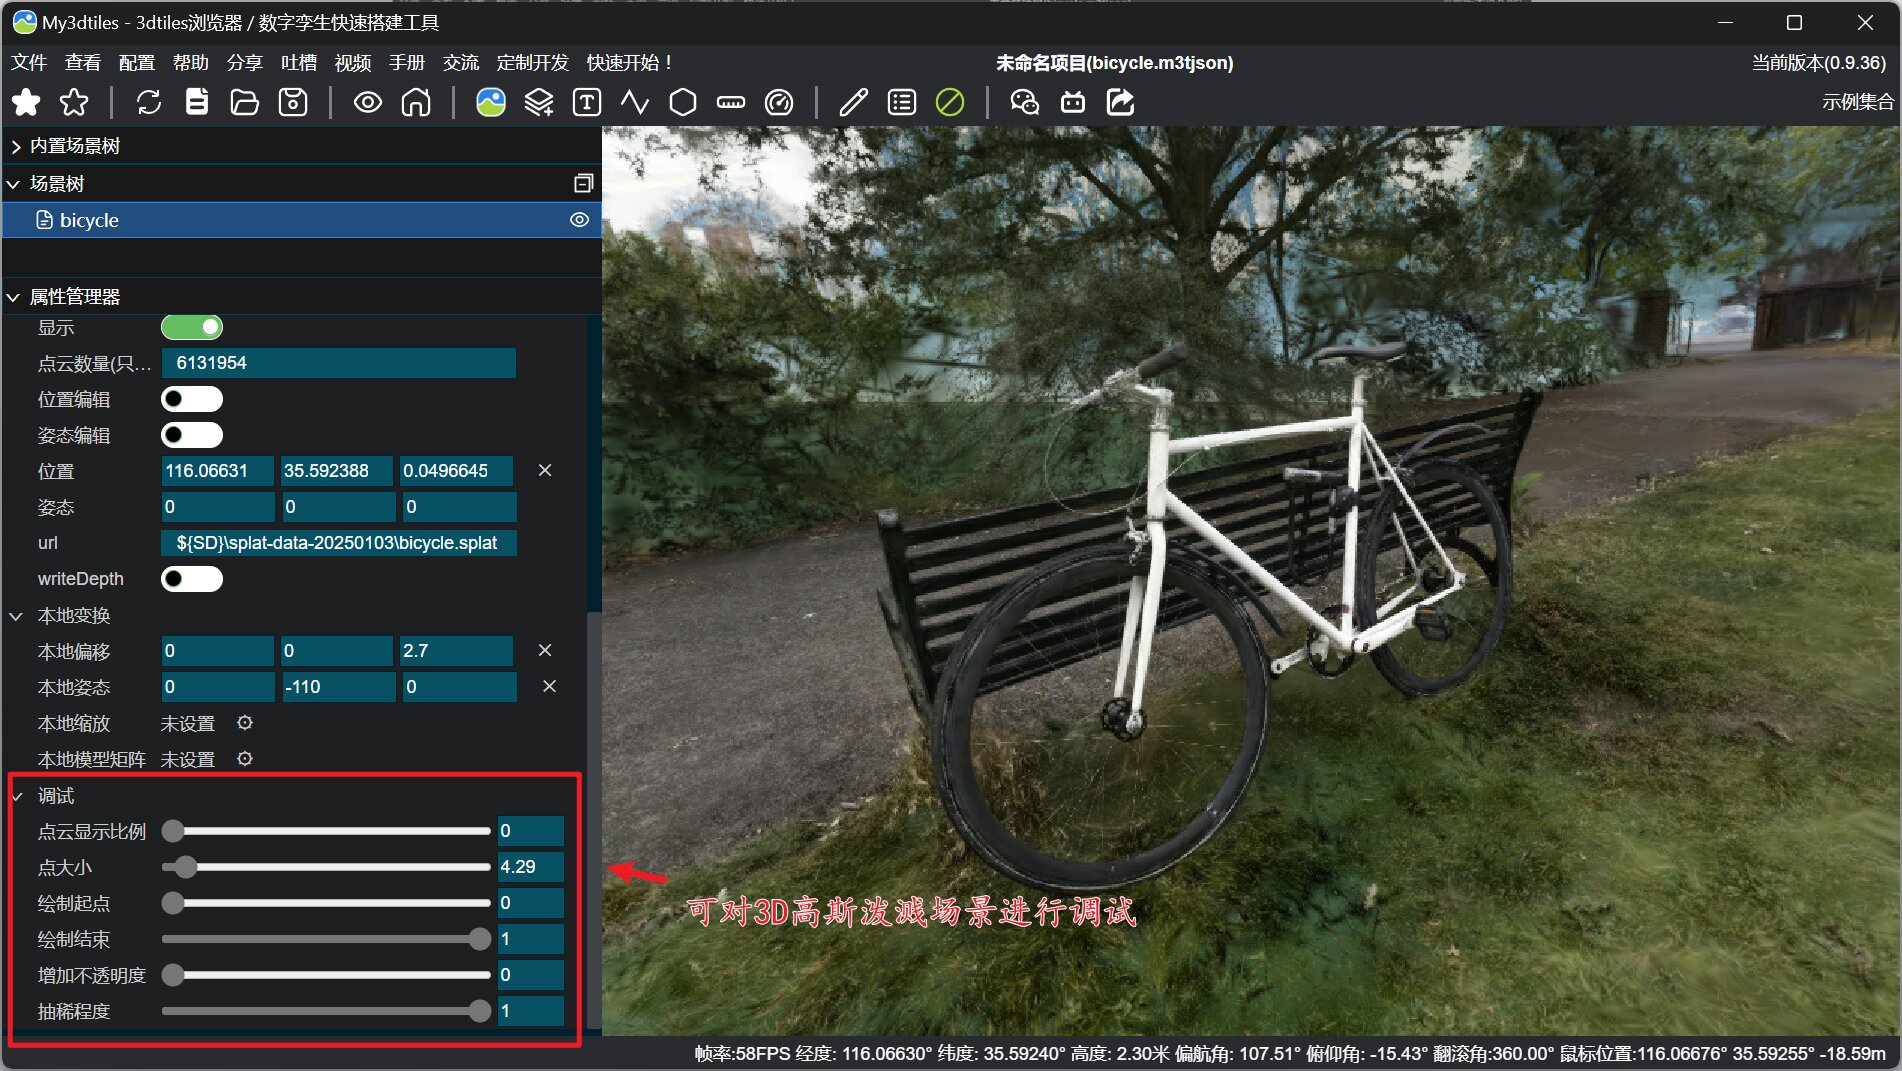 My3dtiles - 3dtiles浏览器 / 数字孪生快速搭建工具
文件 查看 配置 帮助 分享 吐槽 视频 手册 交流 定制开发 快速开始！ 未命名项目(bicycle.m3tjson) 当前版本(0.9.36)
示例集合
内置场景树
场景树
bicycle
属性管理器
显示
点云数量(只... 6131954
位置编辑
姿态编辑
位置 116.06631 35.592388 0.0496645
姿态 0 0 0
url ${SD}\splat-data-20250103\bicycle.splat
writeDepth
本地变换
本地偏移 0 0 2.7
本地姿态 0 -110 0
本地缩放 未设置
本地模型矩阵 未设置
调试
点云显示比例 0
点大小 4.29
绘制起点 0
绘制结束 1
增加不透明度 0
抽稀程度 1
可对3D高斯泼溅场景进行调试
帧率:58FPS 经度: 116.06630° 纬度: 35.59240° 高度: 2.30米 偏航角: 107.51° 俯仰角: -15.43° 翻滚角:360.00° 鼠标位置:116.06676° 35.59255° -18.59m